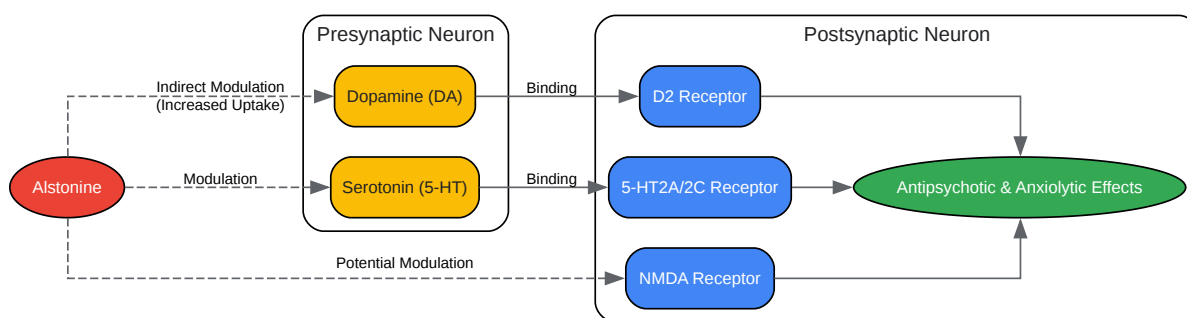 Presynaptic Neuron
Postsynaptic Neuron
Indirect Modulation
(Increased Uptake)
Dopamine (DA)
Binding
D2 Receptor
Alstonine
Modulation
Serotonin (5-HT)
Binding
5-HT2A/2C Receptor
Antipsychotic & Anxiolytic Effects
Potential Modulation
NMDA Receptor